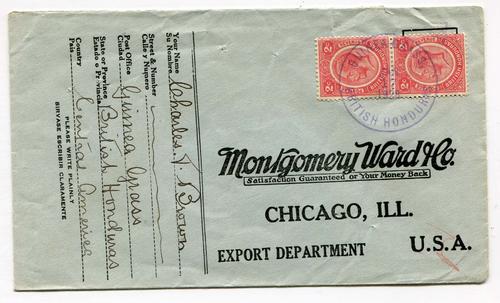 Your Name Charles T. Brown
Su Nombre
Street & Number
Calle y Nuqero
Post Office Guinea Grass
Ciudad
State or Province British Honduras
Estado o Provincia
Country Central America
Pais
PLEASE WRITE PLAINLY
SIRVASE ESCRIBIR CLARAMENTE
BRITISH HONDURAS
Montgomery Ward & Co.
Satisfaction Guaranteed or Your Money Back
CHICAGO, ILL.
EXPORT DEPARTMENT U.S.A.